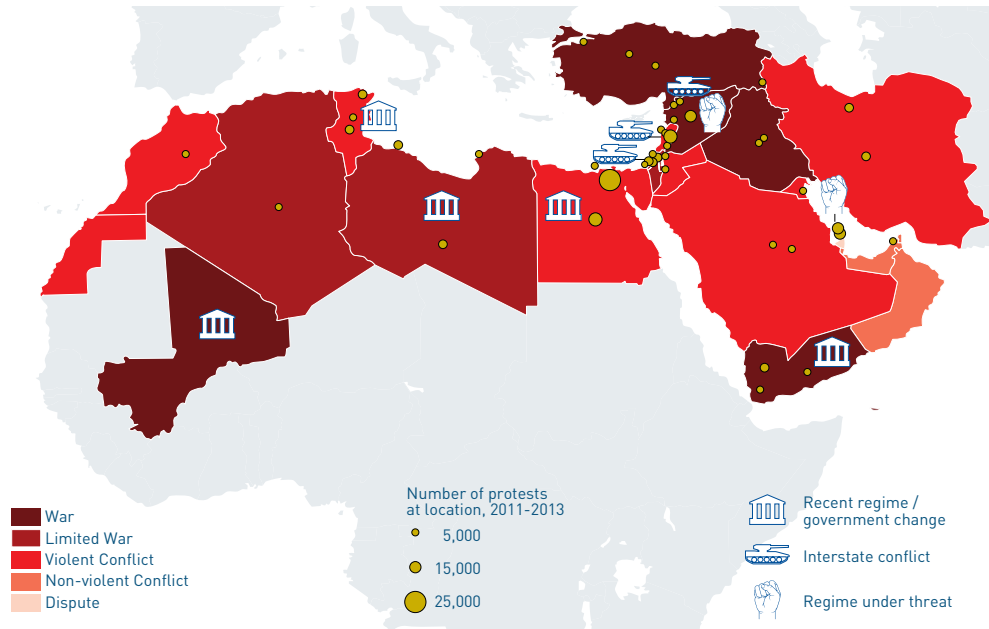 War
Limited War
Violent Conflict
Non-violent Conflict
Dispute
Number of protests
at location, 2011-2013
5,000
15,000
25,000
Recent regime /
government change
Interstate conflict
Regime under threat